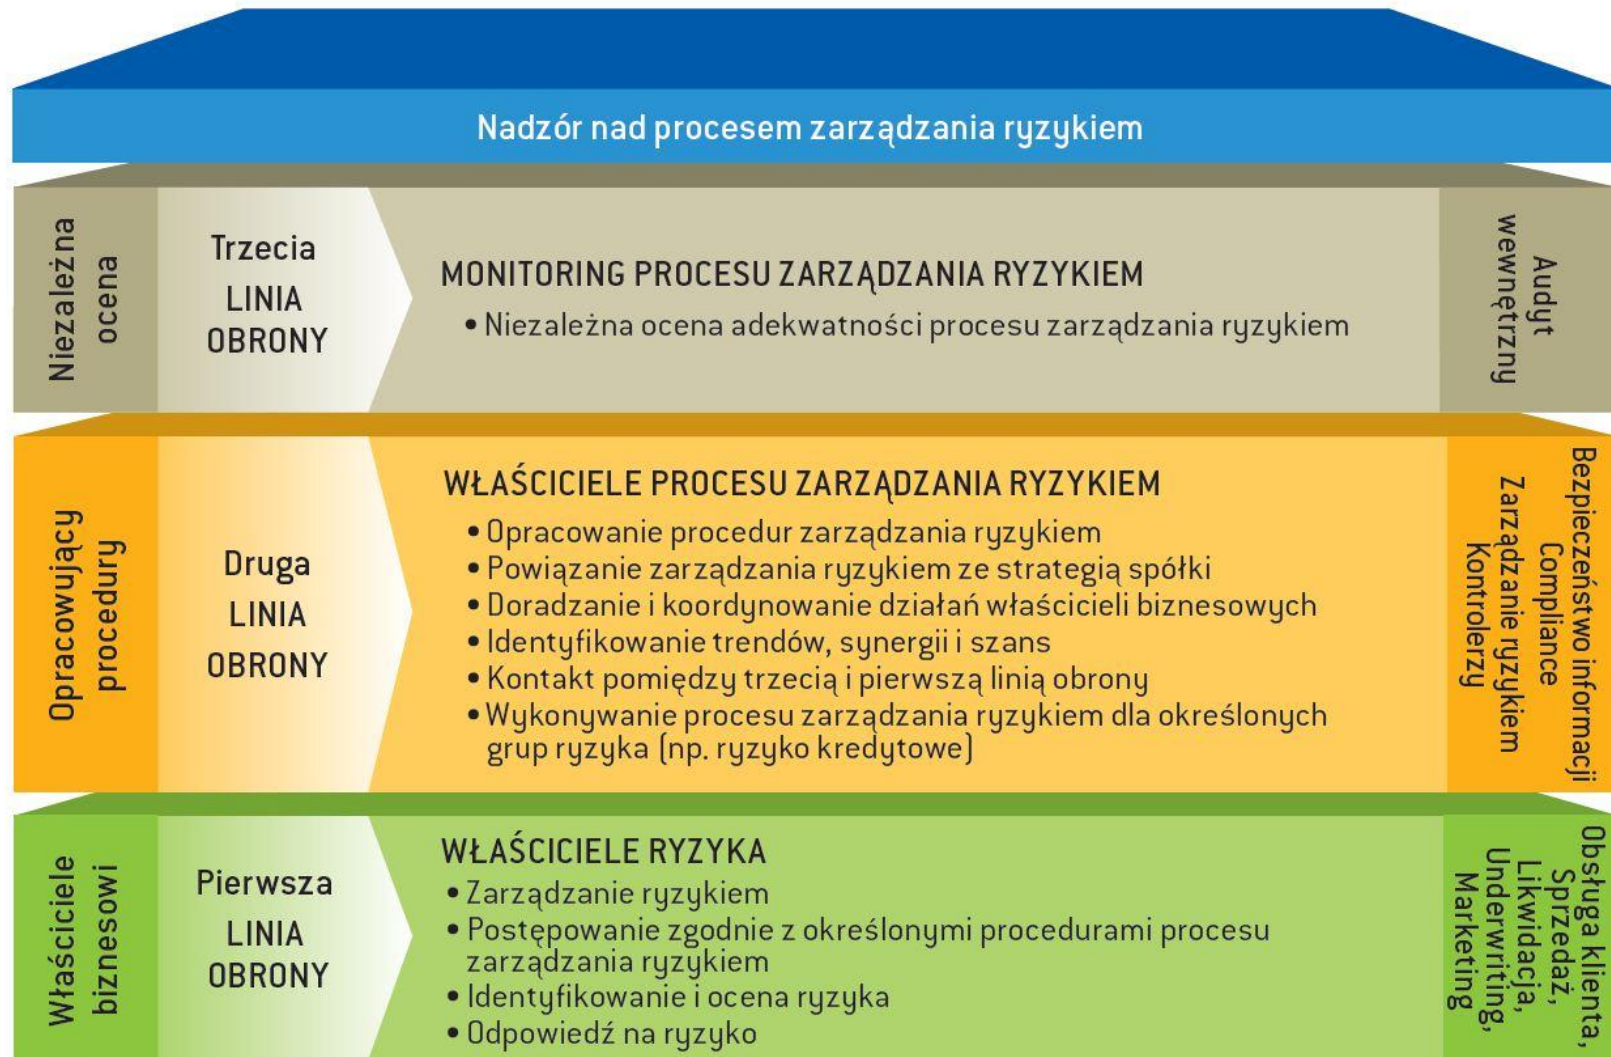 Nadzór nad procesem zarządzania ryzykiem
Niezależna
ocena
Trzecia
LINIA
OBRONY
MONITORING PROCESU ZARZĄDZANIA RYZYKIEM
• Niezależna ocena adekwatności procesu zarządzania ryzykiem
Audyt
wewnętrzny
Opracowujący
procedury
Druga
LINIA
OBRONY
WŁAŚCICIELE PROCESU ZARZĄDZANIA RYZYKIEM
• Opracowanie procedur zarządzania ryzykiem
• Powiązanie zarządzania ryzykiem ze strategią spółki
• Doradzanie i koordynowanie działań właścicieli biznesowych
• Identyfikowanie trendów, synergii i szans
• Kontakt pomiędzy trzecią i pierwszą linią obrony
• Wykonywanie procesu zarządzania ryzykiem dla określonych
grup ryzyka (np. ryzyko kredytowe)
Bezpieczeństwo informacji
Compliance
Zarządzanie ryzykiem
Kontrolerzy
Właściciele
biznesowi
Pierwsza
LINIA
OBRONY
WŁAŚCICIELE RYZYKA
• Zarządzanie ryzykiem
• Postępowanie zgodnie z określonymi procedurami procesu
zarządzania ryzykiem
• Identyfikowanie i ocena ryzyka
• Odpowiedź na ryzyko
Obsługa klienta,
Sprzedaż,
Likwidacja,
Underwriting,
Marketing